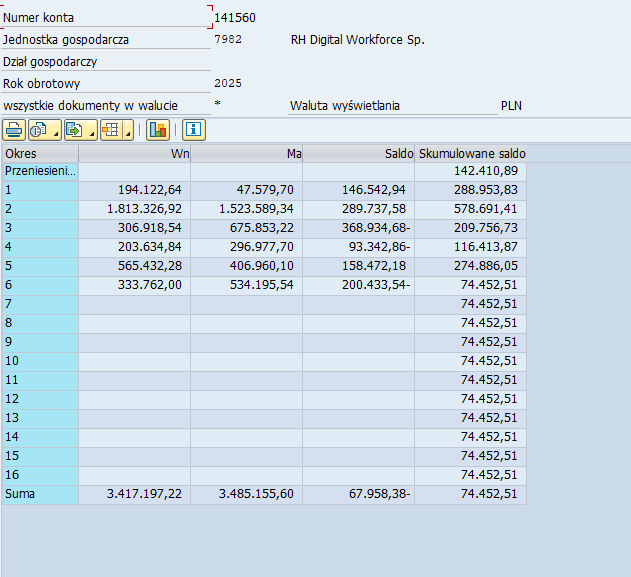 Numer konta 141560
Jednostka gospodarcza 7982 RH Digital Workforce Sp.
Dział gospodarczy
Rok obrotowy 2025
wszystkie dokumenty w walucie * Waluta wyświetlania PLN
Okres Wn Ma Saldo Skumulowane saldo
Przeniesieni... 142.410,89
1 194.122,64 47.579,70 146.542,94 288.953,83
2 1.813.326,92 1.523.589,34 289.737,58 578.691,41
3 306.918,54 675.853,22 368.934,68- 209.756,73
4 203.634,84 296.977,70 93.342,86- 116.413,87
5 565.432,28 406.960,10 158.472,18 274.886,05
6 333.762,00 534.195,54 200.433,54- 74.452,51
7 74.452,51
8 74.452,51
9 74.452,51
10 74.452,51
11 74.452,51
12 74.452,51
13 74.452,51
14 74.452,51
15 74.452,51
16 74.452,51
Suma 3.417.197,22 3.485.155,60 67.958,38- 74.452,51